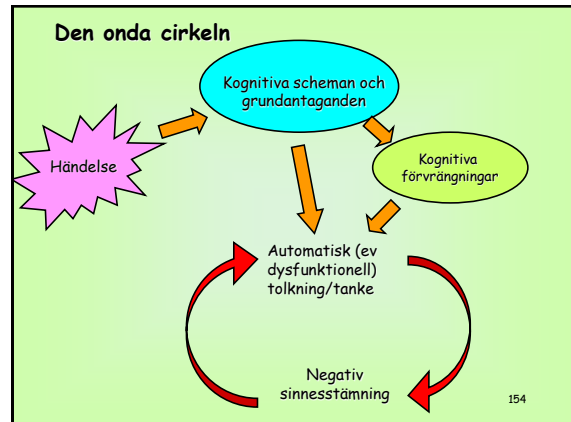 Den onda cirkeln
Kognitiva scheman och
grundantaganden
Händelse
Kognitiva
förvrängningar
Automatisk (ev
dysfunktionell)
tolkning/tanke
Negativ
sinnesstämning
154